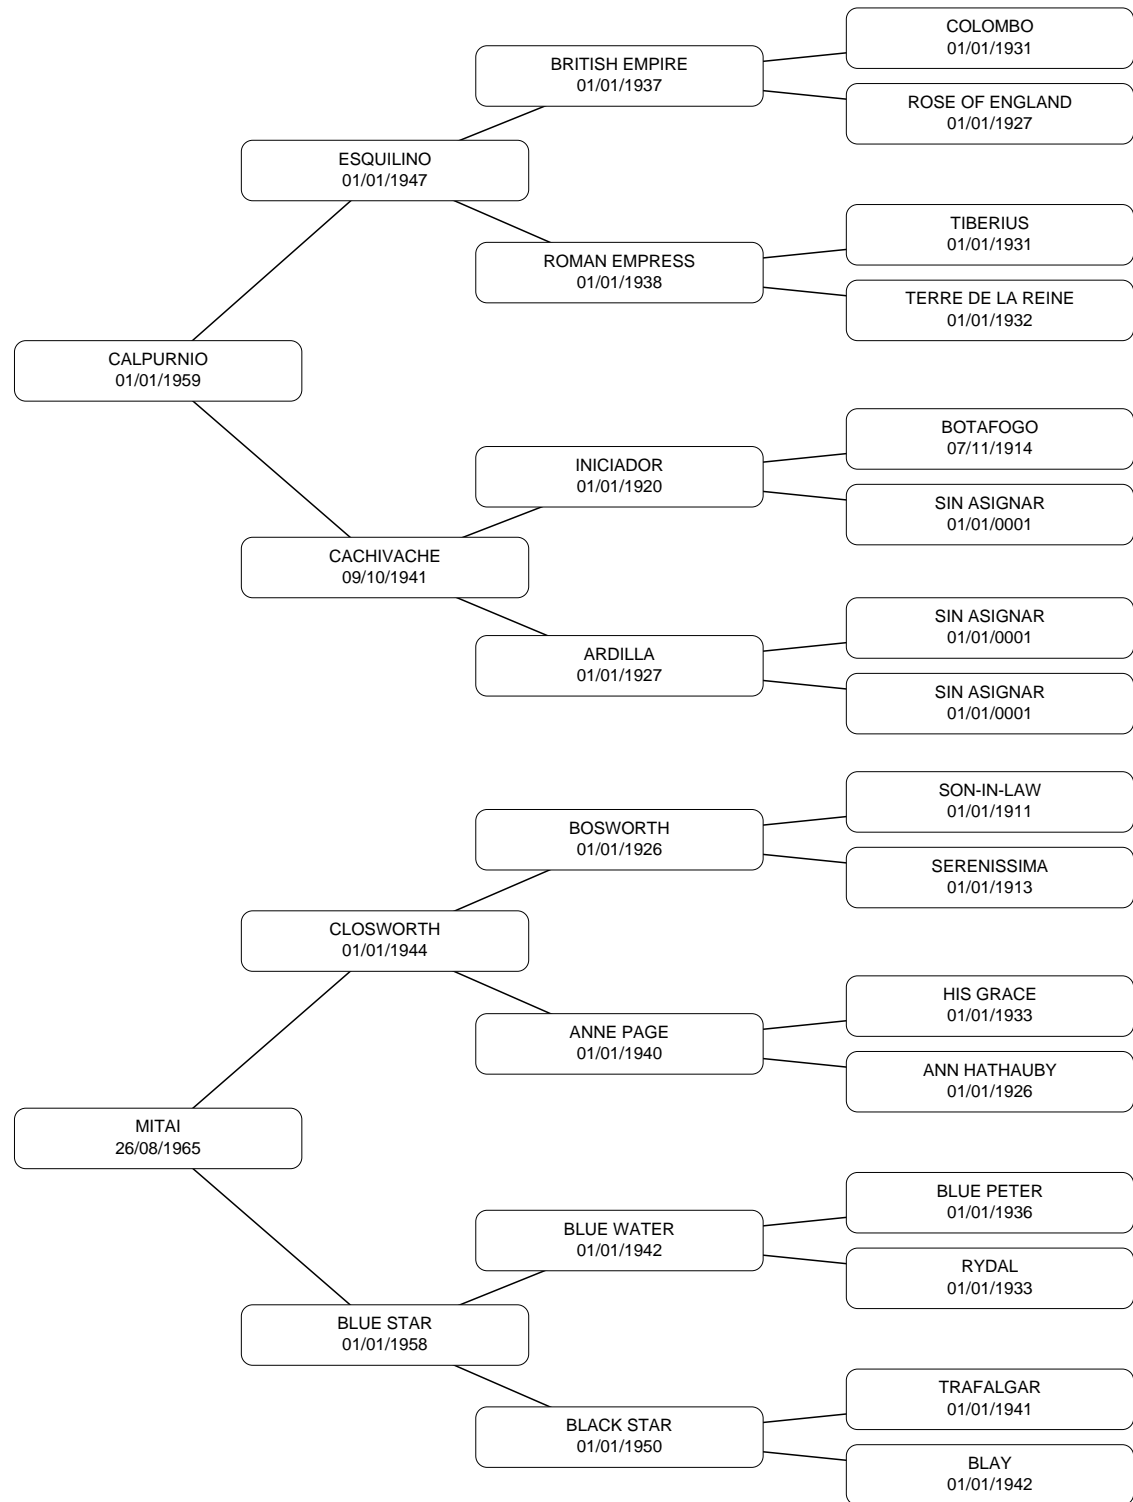 COLOMBO
01/01/1931
BRITISH EMPIRE
01/01/1937
ROSE OF ENGLAND
01/01/1927
ESQUILINO
01/01/1947
TIBERIUS
01/01/1931
ROMAN EMPRESS
01/01/1938
TERRE DE LA REINE
01/01/1932
CALPURNIO
01/01/1959
BOTAFOGO
07/11/1914
INICIADOR
01/01/1920
SIN ASIGNAR
01/01/0001
CACHIVACHE
09/10/1941
SIN ASIGNAR
01/01/0001
ARDILLA
01/01/1927
SIN ASIGNAR
01/01/0001
SON-IN-LAW
01/01/1911
BOSWORTH
01/01/1926
SERENISSIMA
01/01/1913
CLOSWORTH
01/01/1944
HIS GRACE
01/01/1933
ANNE PAGE
01/01/1940
ANN HATHAUBY
01/01/1926
MITAI
26/08/1965
BLUE PETER
01/01/1936
BLUE WATER
01/01/1942
RYDAL
01/01/1933
BLUE STAR
01/01/1958
TRAFALGAR
01/01/1941
BLACK STAR
01/01/1950
BLAY
01/01/1942